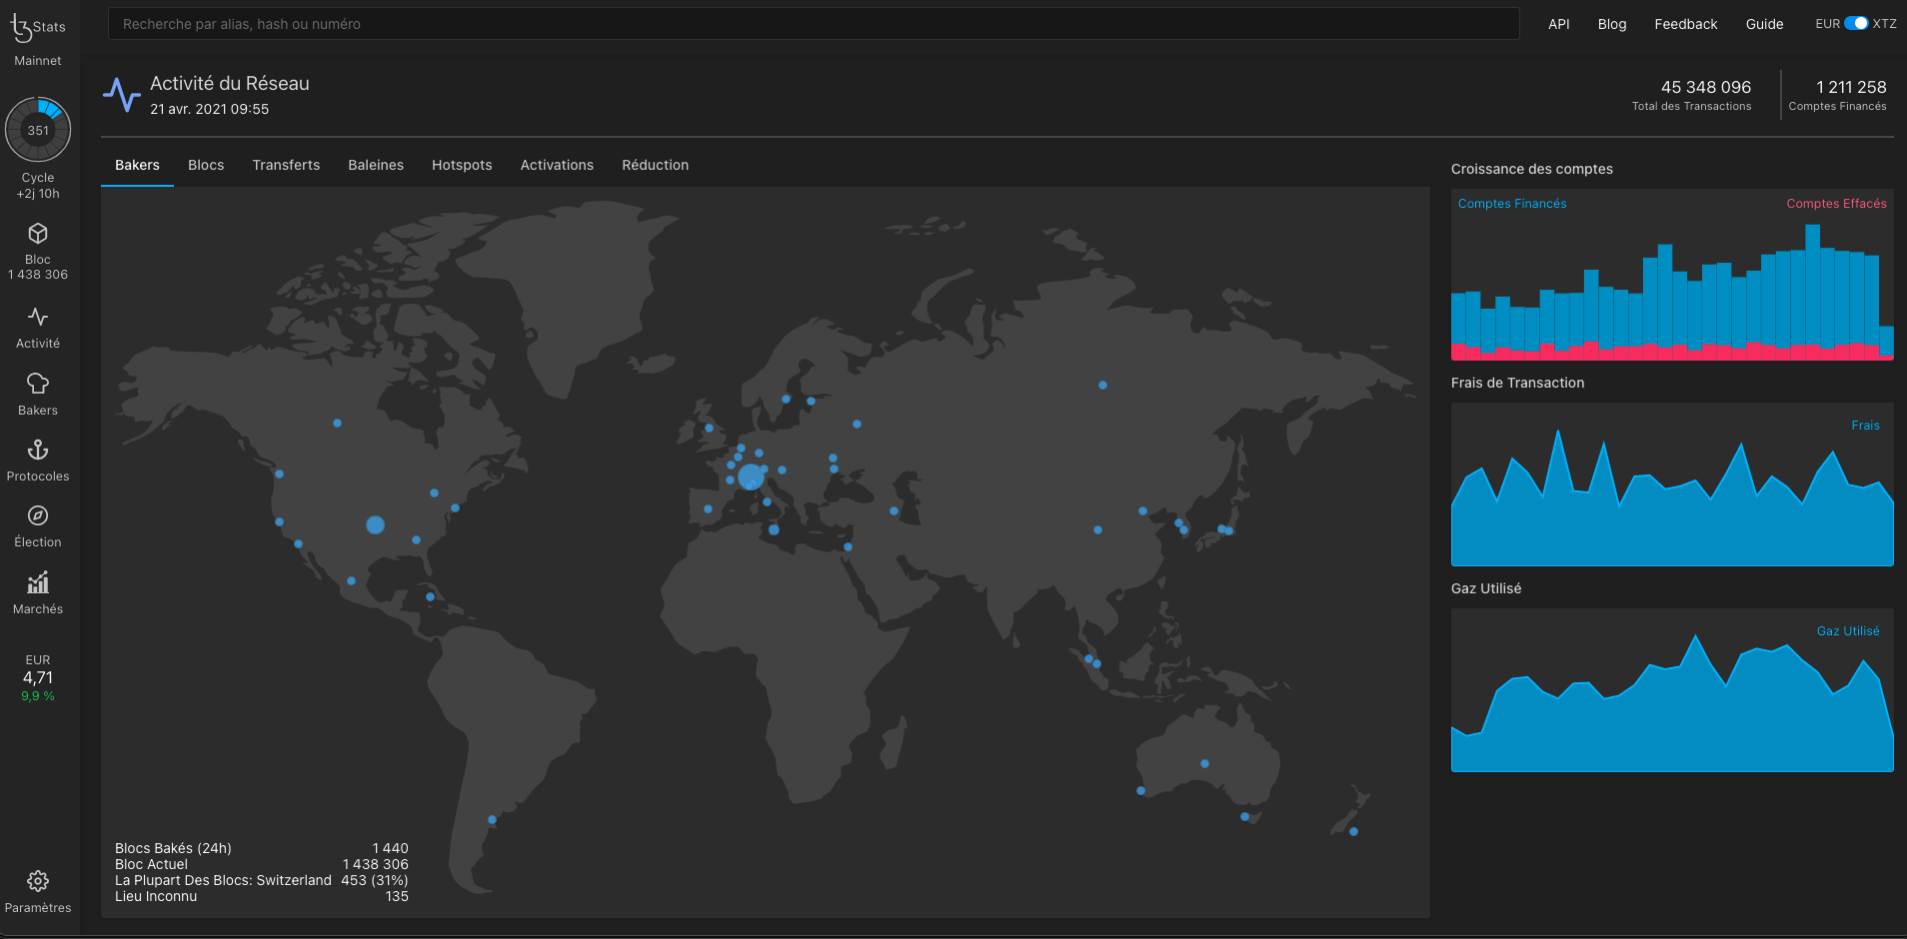 Stats
Mainnet
351
Cycle
+2j 10h
Bloc
1 438 306
Activité
Bakers
Protocoles
Élection
Marchés
EUR
4,71
9,9 %
Paramètres
Recherche par alias, hash ou numéro
API Blog Feedback Guide EUR XTZ
Activité du Réseau
21 avr. 2021 09:55
45 348 096
Total des Transactions
1 211 258
Comptes Financés
Bakers Blocs Transferts Baleines Hotspots Activations Réduction
Blocs Bakés (24h) 1 440
Bloc Actuel 1 438 306
La Plupart Des Blocs: Switzerland 453 (31%)
Lieu Inconnu 135
Croissance des comptes
Comptes Financés Comptes Effacés
Frais de Transaction
Frais
Gaz Utilisé
Gaz Utilisé